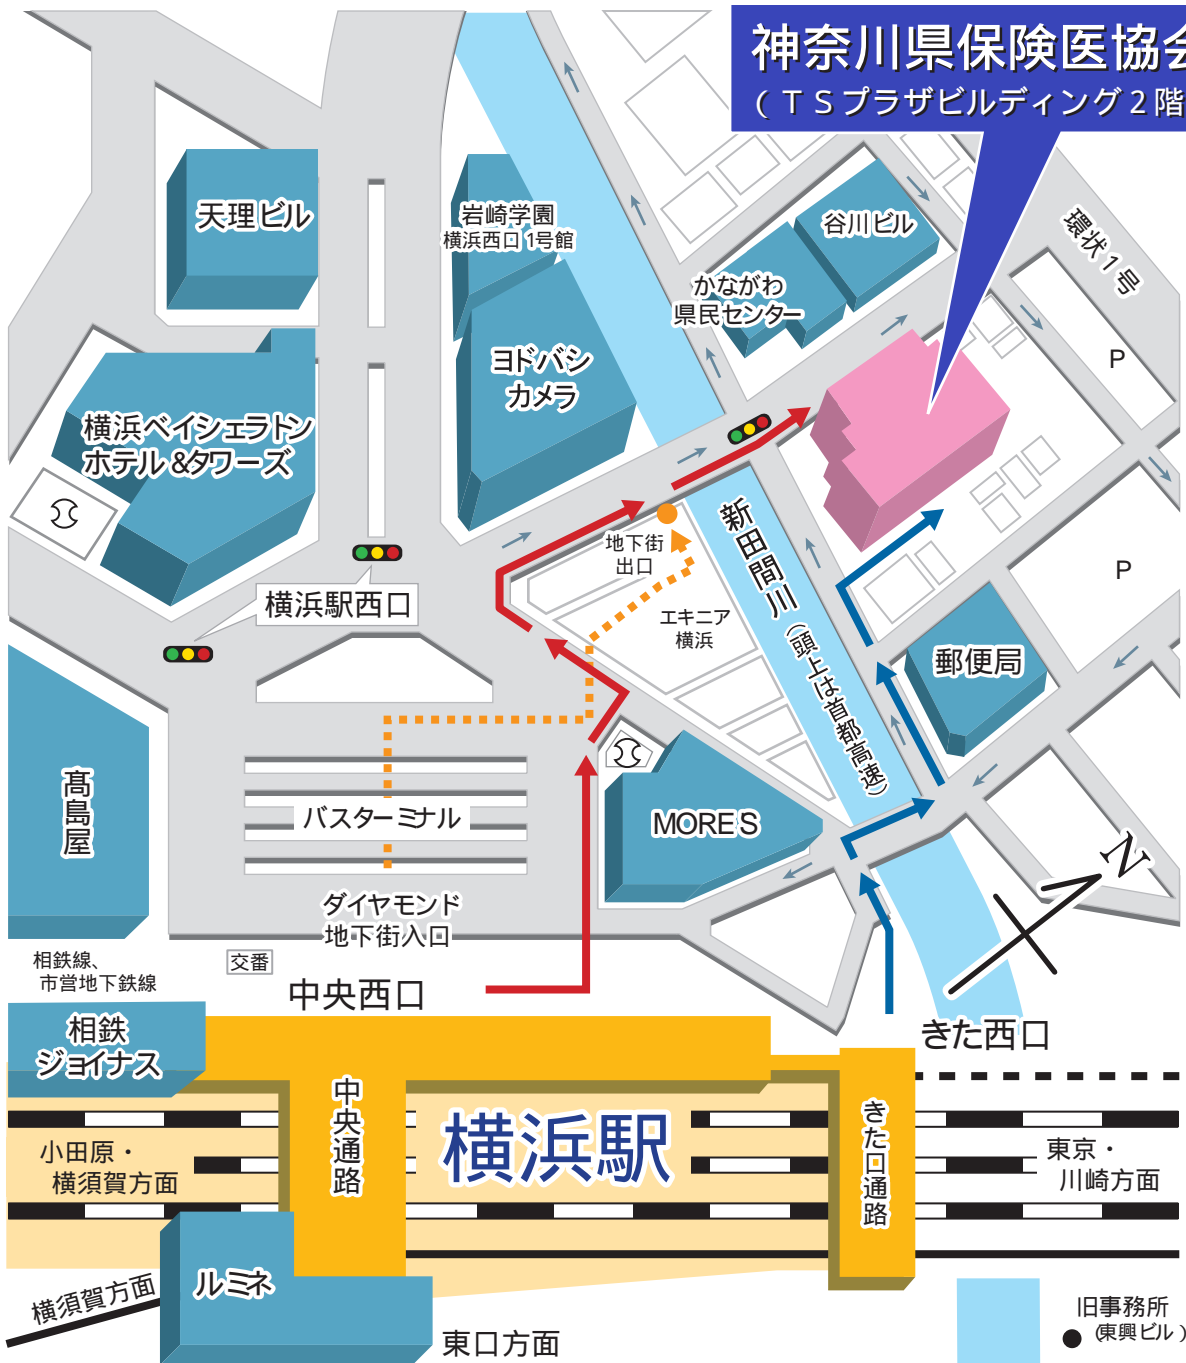 神奈川県保険医協会
(TSプラザビルディング2階
天理ビル
岩崎学園
横浜西口1号館
谷川ビル
環状1号
かながわ
県民センター
ヨドバシ
カメラ
P
横浜ベイシェラトン
ホテル&タワーズ
新田間川
(頭上は首都高速)
地下街
出口
P
横浜駅西口
エキニア
横浜
郵便局
髙島屋
バスターミナル
MORE'S
N
ダイヤモンド
地下街入口
相鉄線、
市営地下鉄線
交番
中央西口
きた西口
相鉄
ジョイナス
中央通路
横浜駅
きた口通路
小田原・
横須賀方面
東京・
川崎方面
ルミネ
横須賀方面
東口方面
旧事務所
(東興ビル)